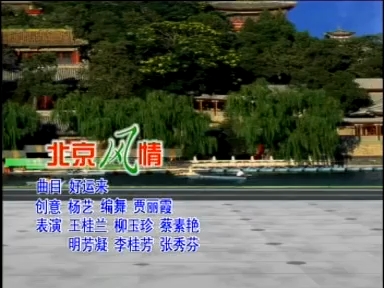 北京风情
曲目 好运来
创意 杨艺 编舞 贾丽霞
表演 王桂兰 柳玉珍 蔡素艳
明芳凝 李桂芳 张秀芬